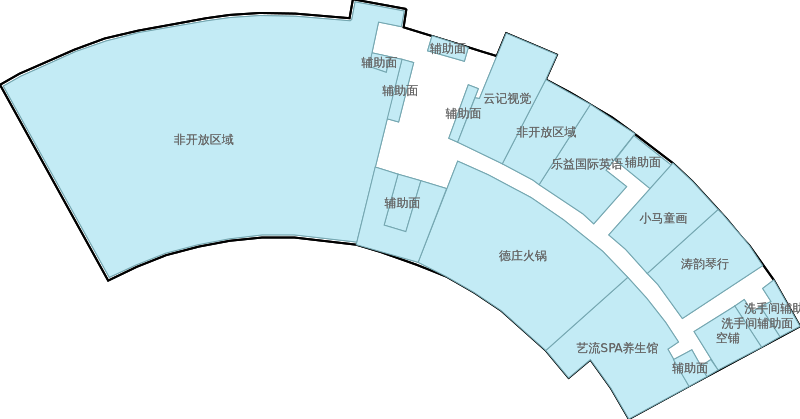 辅助面
辅助面
辅助面
云记视觉
辅助面
非开放区域
非开放区域
乐益国际英语
辅助面
辅助面
小马童画
德庄火锅
涛韵琴行
洗手间辅助
洗手间辅助面
空铺
艺流SPA养生馆
辅助面